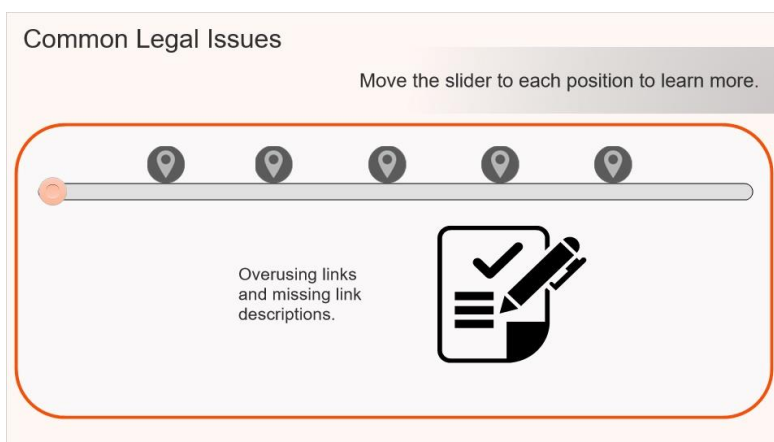 Common Legal Issues
Move the slider to each position to learn more.
Overusing links
and missing link
descriptions.